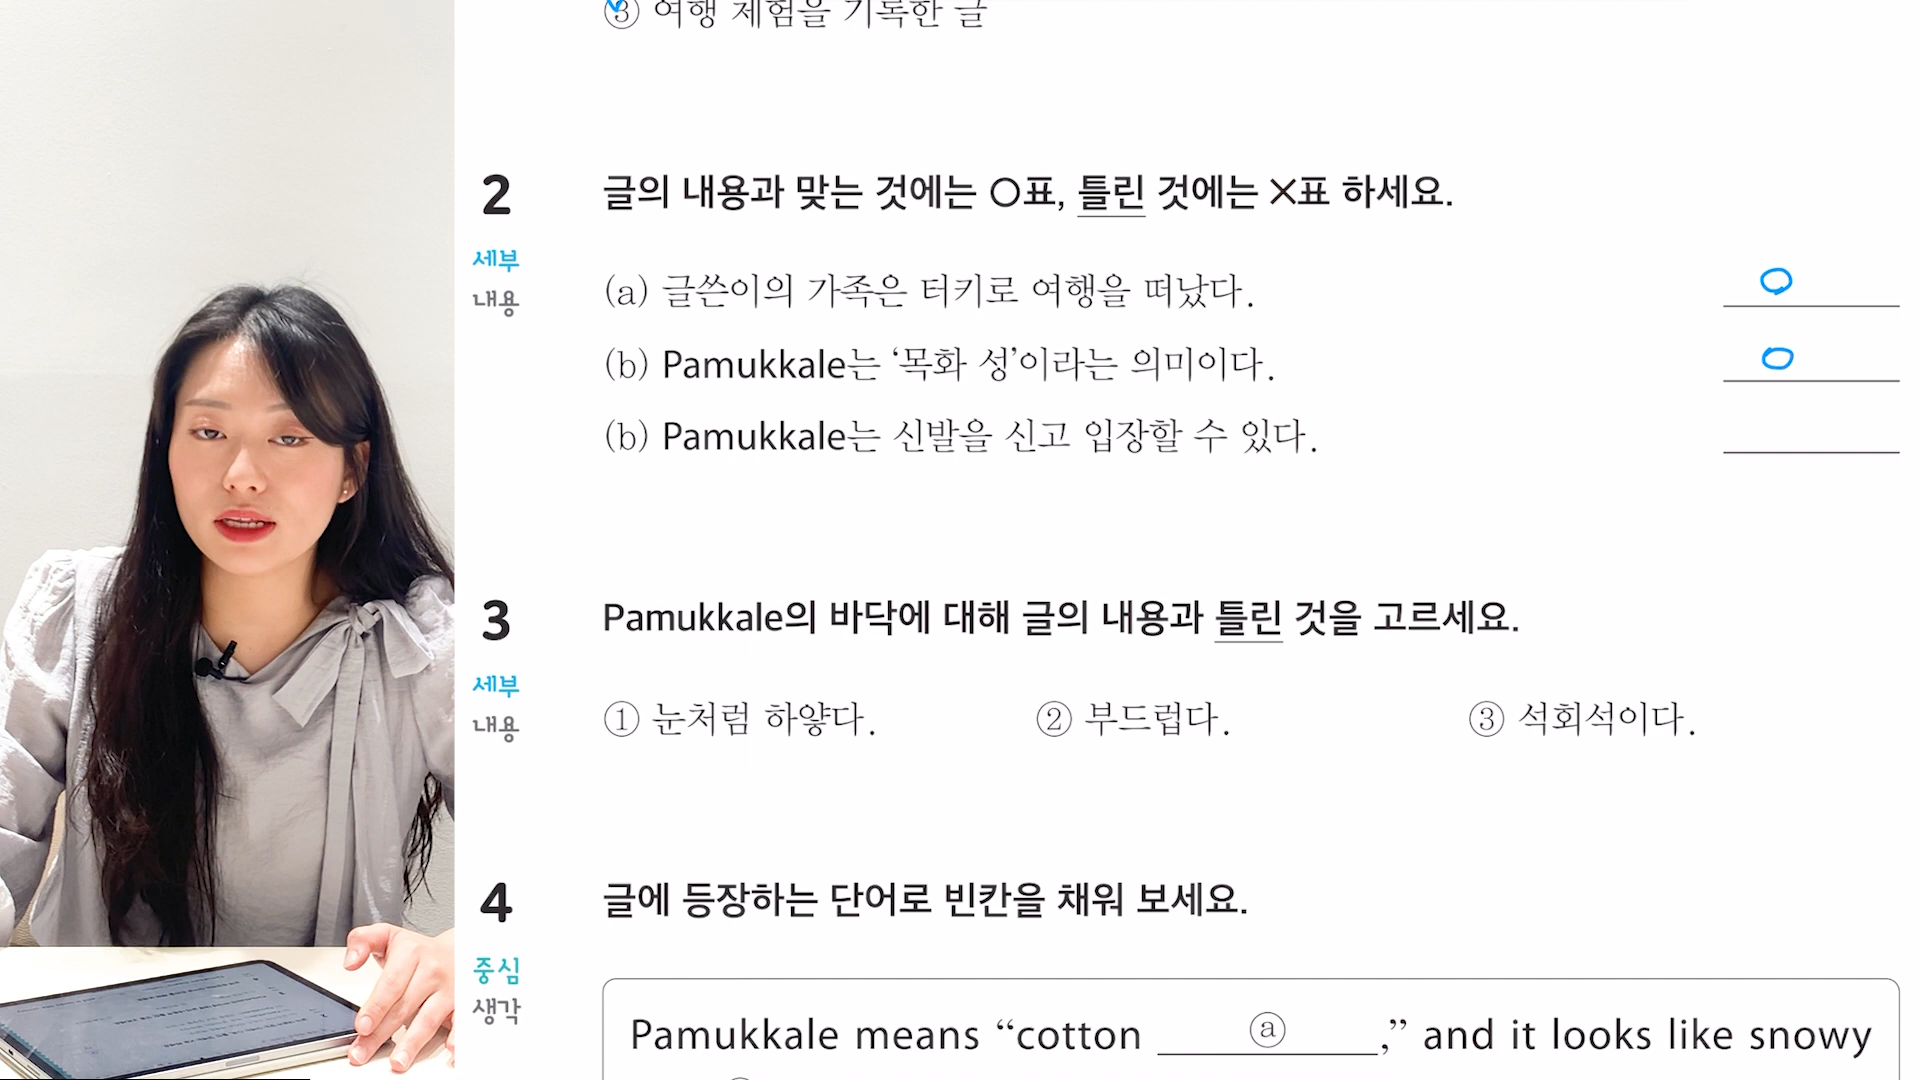 ③ 여행 체험을 기록한 글
2 글의 내용과 맞는 것에는 ○표, 틀린 것에는 ×표 하세요.
세부
내용
(a) 글쓴이의 가족은 터키로 여행을 떠났다. O
(b) Pamukkale는 ‘목화 성’이라는 의미이다. O
(b) Pamukkale는 신발을 신고 입장할 수 있다.
3 Pamukkale의 바닥에 대해 글의 내용과 틀린 것을 고르세요.
세부
내용
① 눈처럼 하얗다. ② 부드럽다. ③ 석회석이다.
4 글에 등장하는 단어로 빈칸을 채워 보세요.
중심
생각
Pamukkale means “cotton ⓐ ,” and it looks like snowy